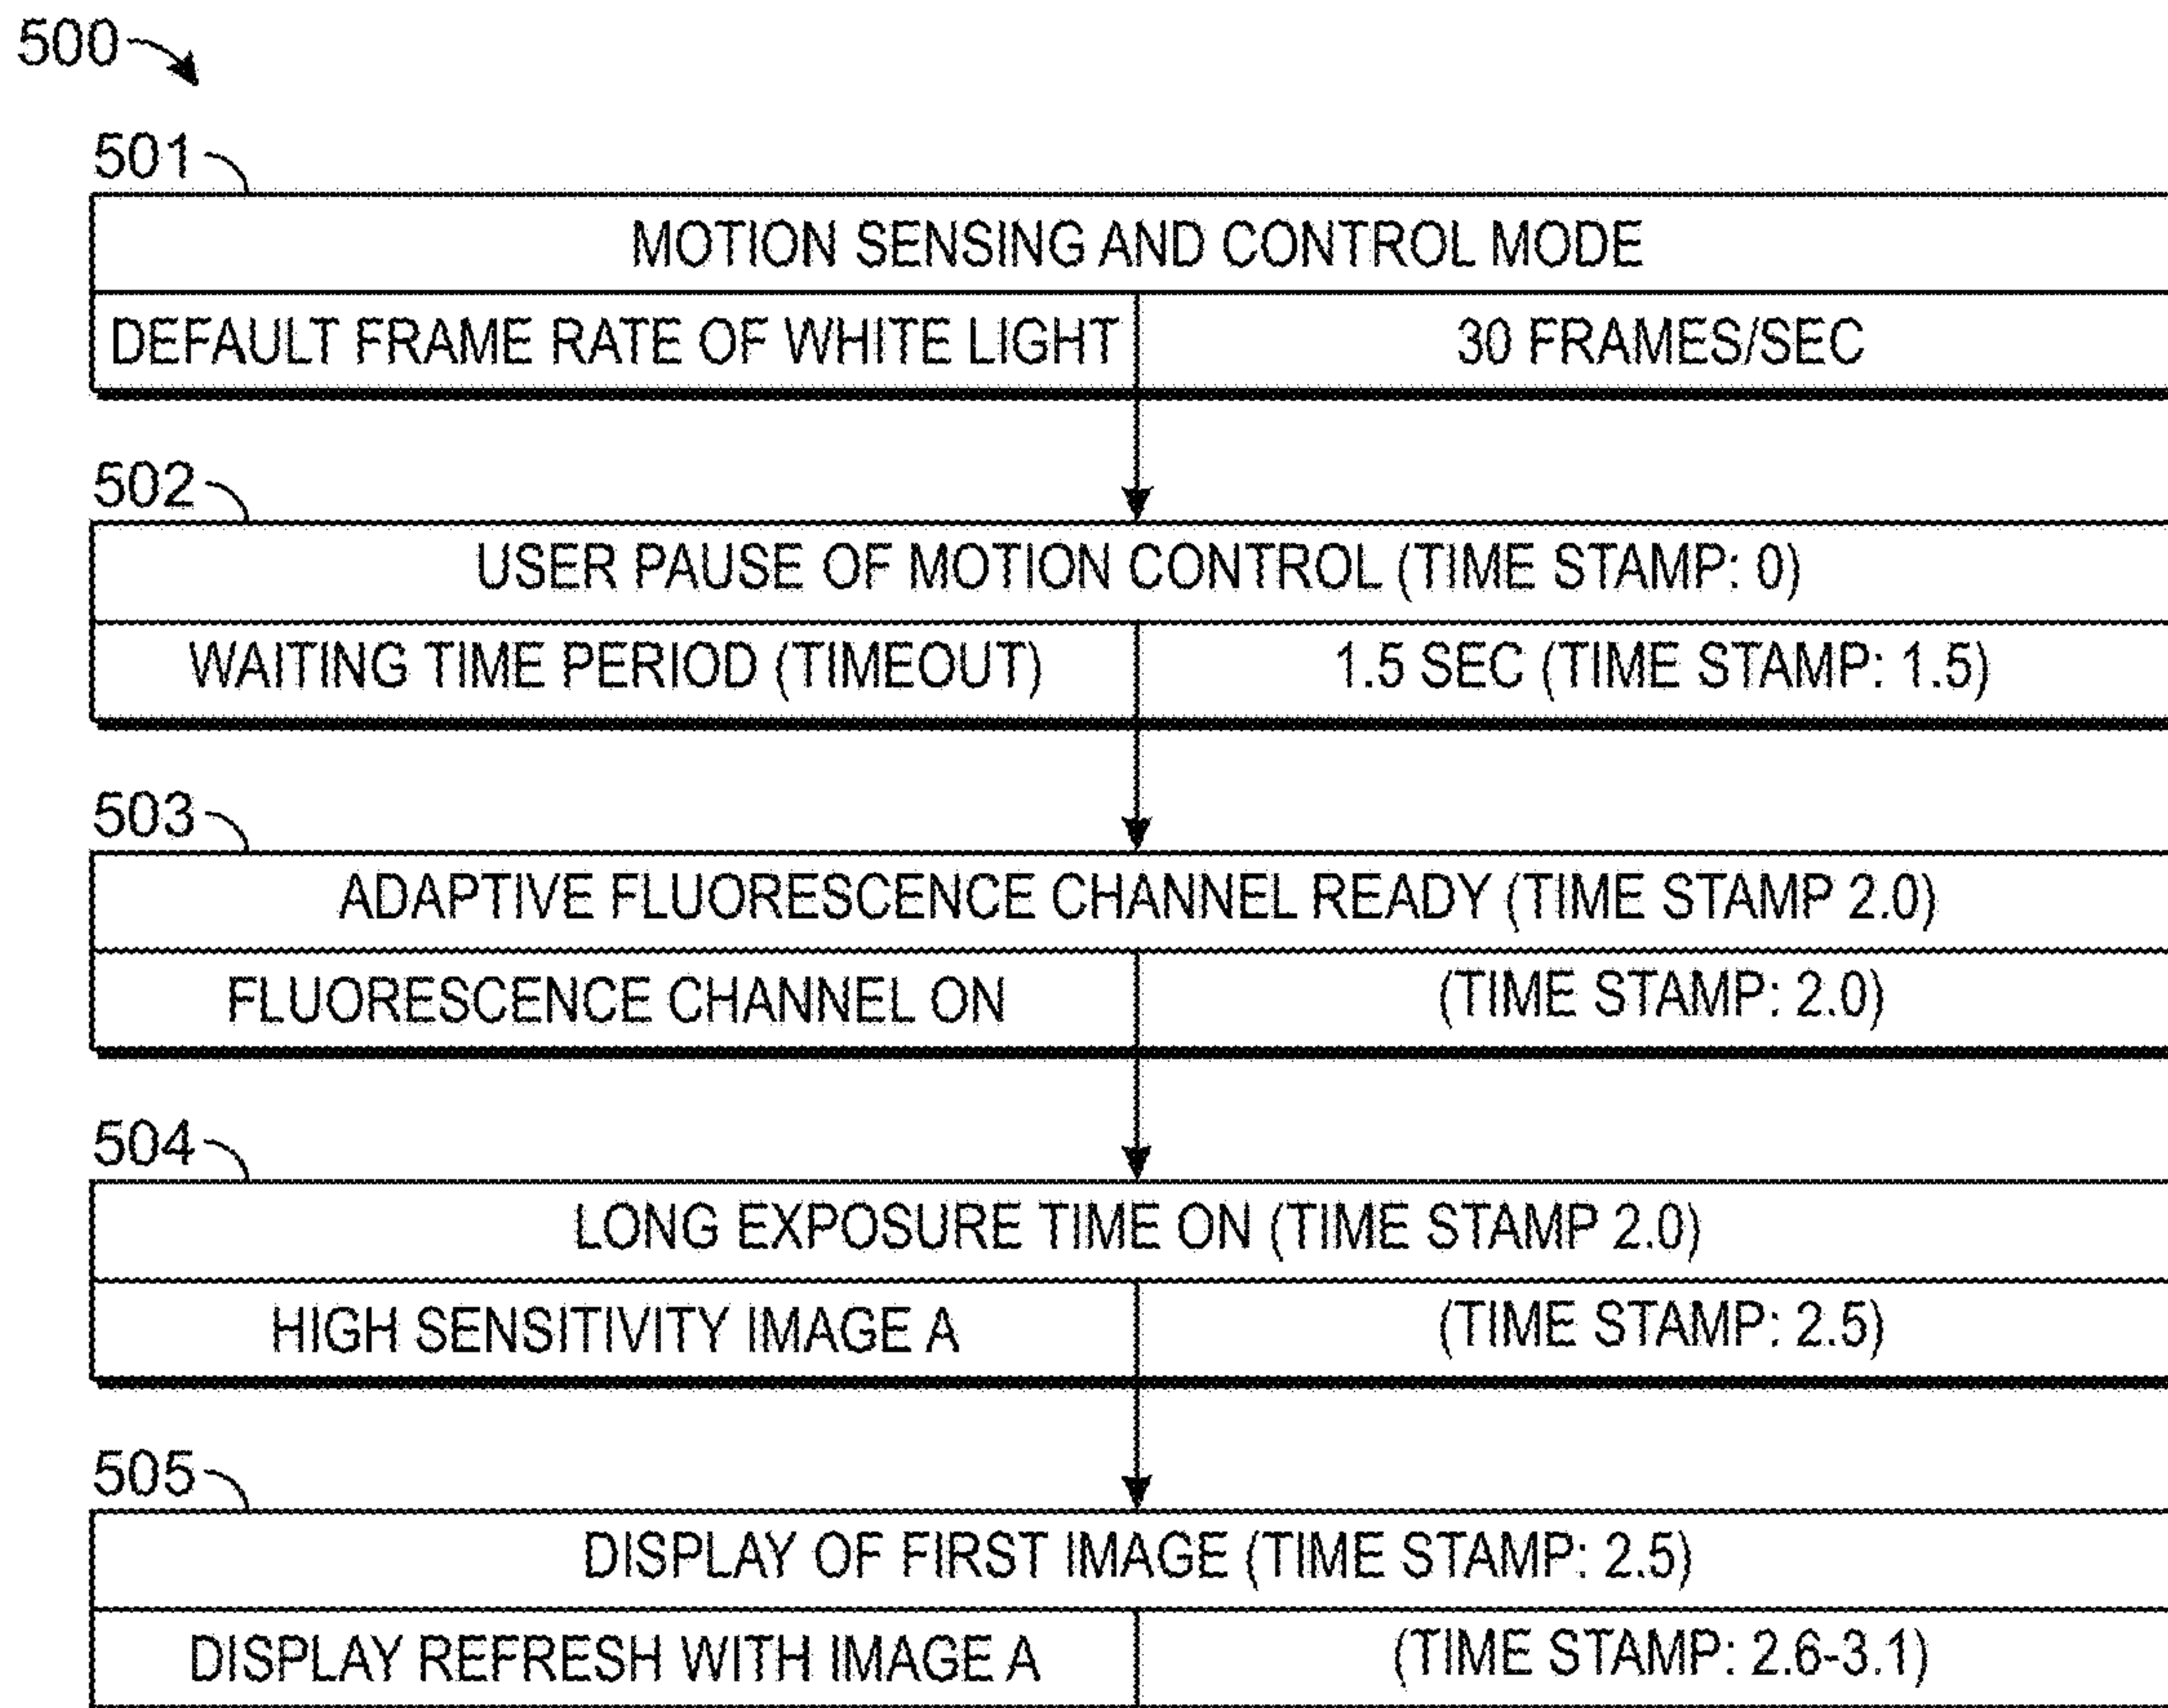 500
501
MOTION SENSING AND CONTROL MODE
DEFAULT FRAME RATE OF WHITE LIGHT 30 FRAMES/SEC
502
USER PAUSE OF MOTION CONTROL (TIME STAMP: 0)
WAITING TIME PERIOD (TIMEOUT) 1.5 SEC (TIME STAMP: 1.5)
503
ADAPTIVE FLUORESCENCE CHANNEL READY (TIME STAMP 2.0)
FLUORESCENCE CHANNEL ON (TIME STAMP: 2.0)
504
LONG EXPOSURE TIME ON (TIME STAMP 2.0)
HIGH SENSITIVITY IMAGE A (TIME STAMP: 2.5)
505
DISPLAY OF FIRST IMAGE (TIME STAMP: 2.5)
DISPLAY REFRESH WITH IMAGE A (TIME STAMP: 2.6-3.1)